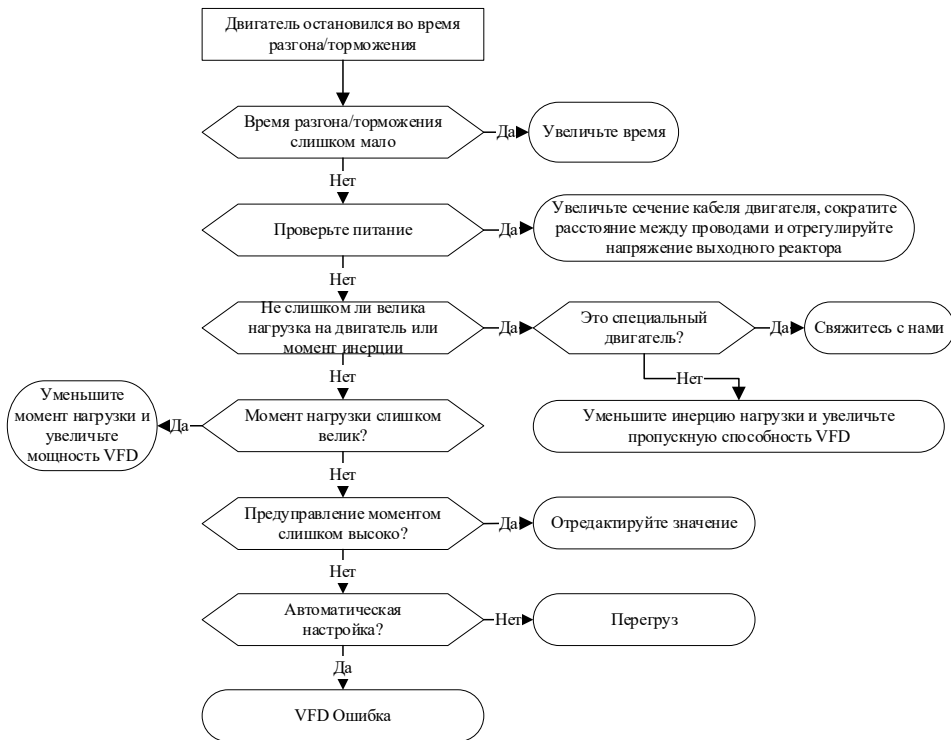 Двигатель остановился во время
разгона/торможения
Время разгона/торможения
слишком мало
Да
Увеличьте время
Нет
Проверьте питание
Да
Увеличьте сечение кабеля двигателя, сократите
расстояние между проводами и отрегулируйте
напряжение выходного реактора
Нет
Не слишком ли велика
нагрузка на двигатель или
момент инерции
Да
Это специальный
двигатель?
Да
Свяжитесь с нами
Нет
Уменьшите инерцию нагрузки и увеличьте
пропускную способность VFD
Нет
Момент нагрузки слишком
велик?
Да
Уменьшите
момент нагрузки и
увеличьте
мощность VFD
Нет
Предуправление моментом
слишком высоко?
Да
Отредактируйте значение
Нет
Автоматическая
настройка?
Нет
Перегруз
Да
VFD Ошибка